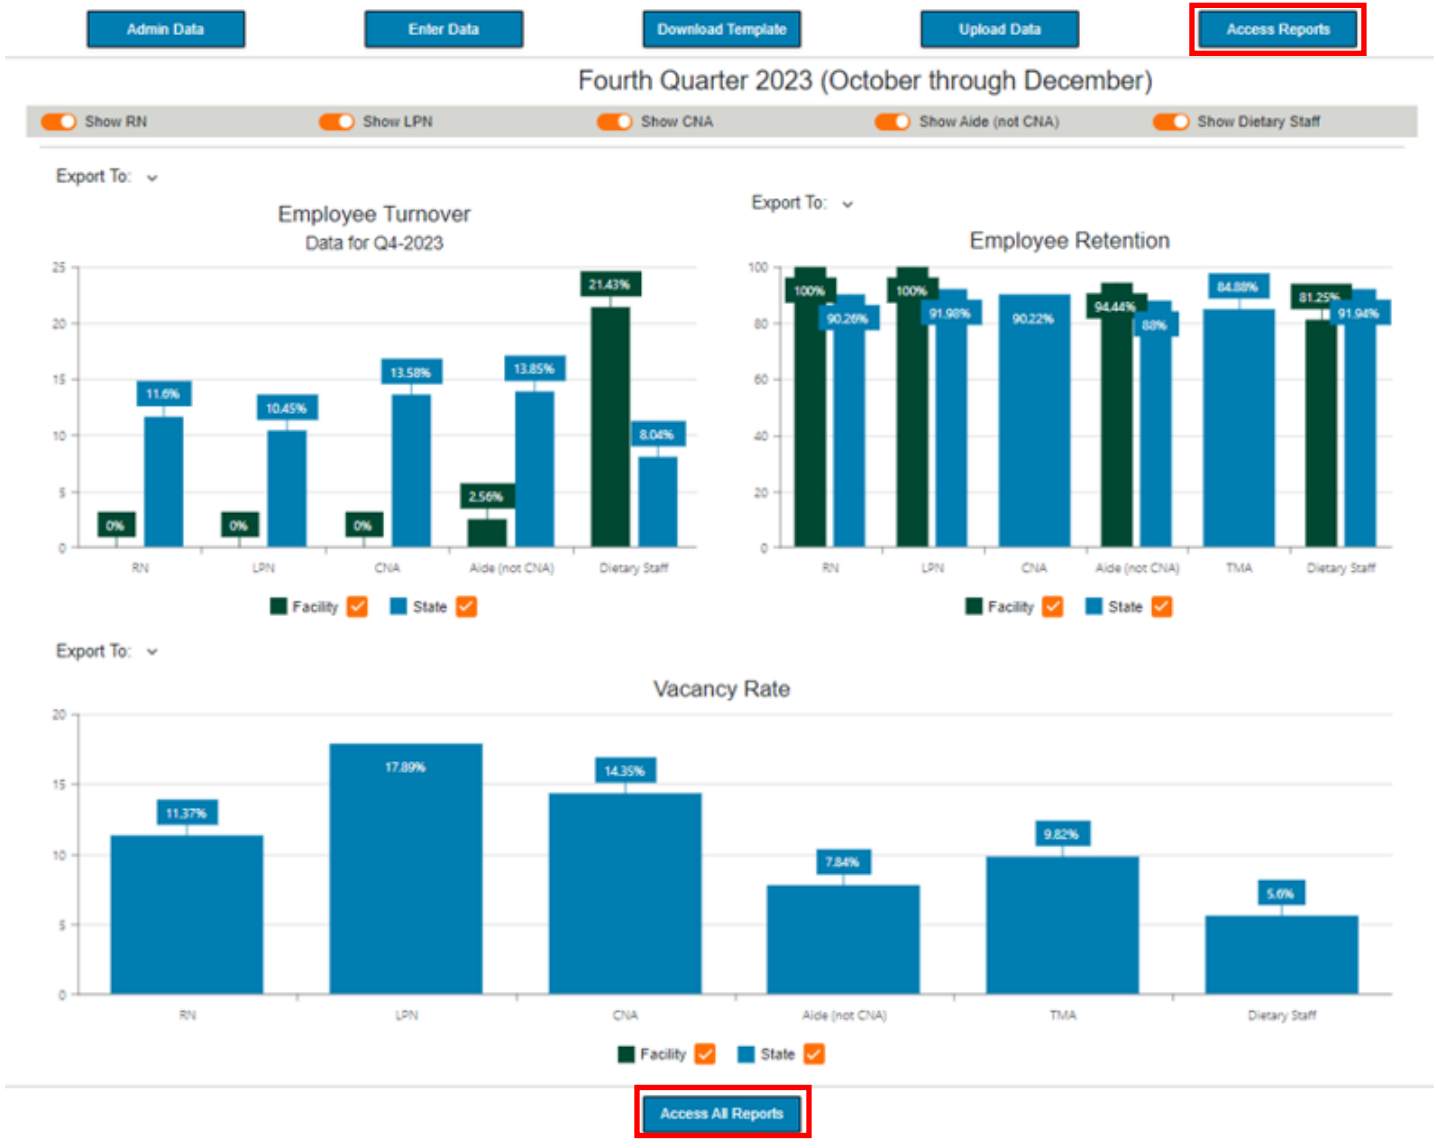 Admin Data
Enter Data
Download Template
Upload Data
Access Reports
Fourth Quarter 2023 (October through December)
Show RN
Show LPN
Show CNA
Show Aide (not CNA)
Show Dietary Staff
Export To:
Employee Turnover
Data for Q4-2023
25
20
15
10
5
0
0%
11.6%
0%
10.45%
0%
13.58%
2.56%
13.85%
21.43%
8.04%
RN
LPN
CNA
Aide (not CNA)
Dietary Staff
Facility
State
Export To:
Employee Retention
100
80
60
40
20
0
100%
90.26%
100%
91.98%
90.22%
94.44%
88%
84.88%
81.25%
91.94%
RN
LPN
CNA
Aide (not CNA)
TMA
Dietary Staff
Facility
State
Export To:
Vacancy Rate
20
15
10
5
0
11.37%
17.89%
14.35%
7.84%
9.82%
5.6%
RN
LPN
CNA
Aide (not CNA)
TMA
Dietary Staff
Facility
State
Access All Reports